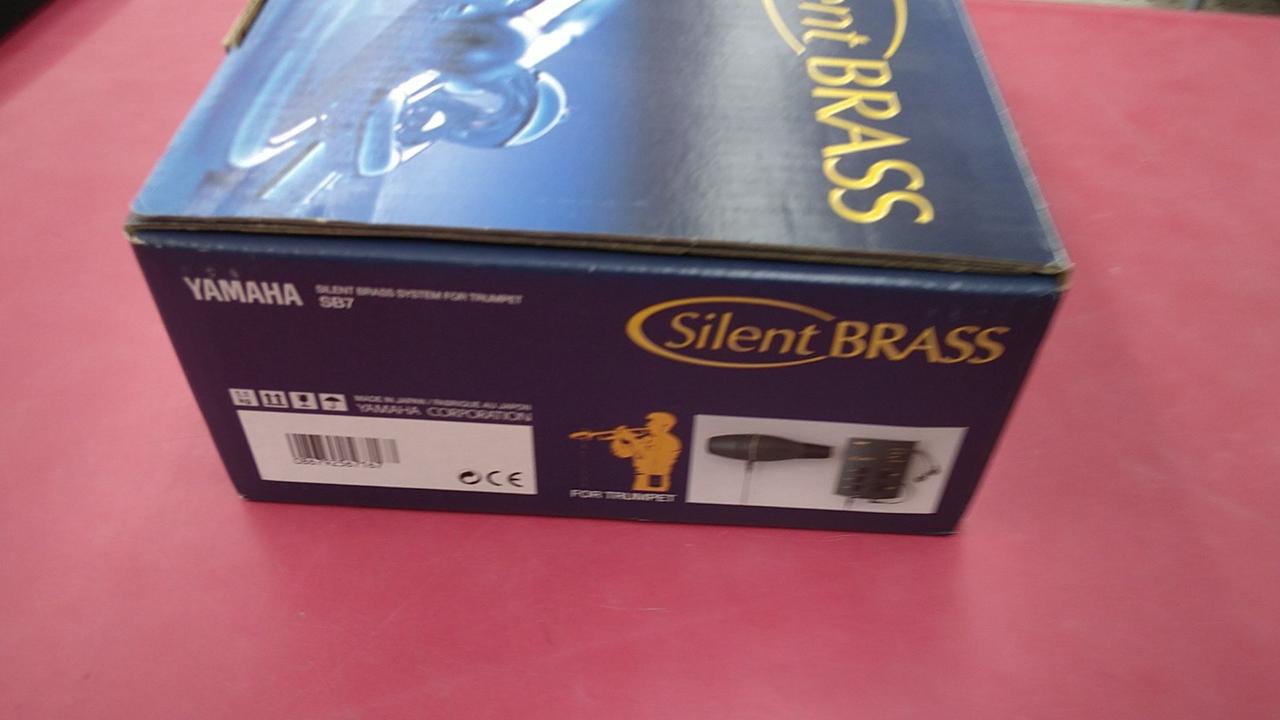 nt BRASS
YAMAHA
SILENT BRASS SYSTEM FOR TRUMPET
SB7
Silent BRASS
MADE IN JAPAN / FABRIQUE AU JAPON
YAMAHA CORPORATION
CE
FOR TRUMPET